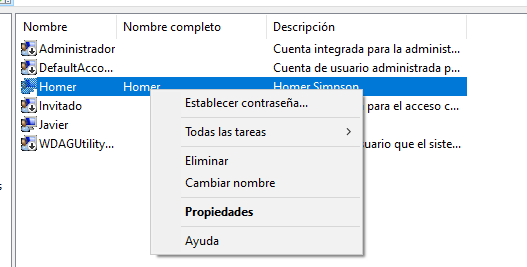 Nombre Nombre completo Descripción
Administrador Cuenta integrada para la administ...
DefaultAcco... Cuenta de usuario administrada p...
Homer Homer Homer Simpson
Establecer contraseña...
Invitado para el acceso c...
Javier
Todas las tareas
WDAGUtility... uario que el siste...
Eliminar
Cambiar nombre
Propiedades
Ayuda